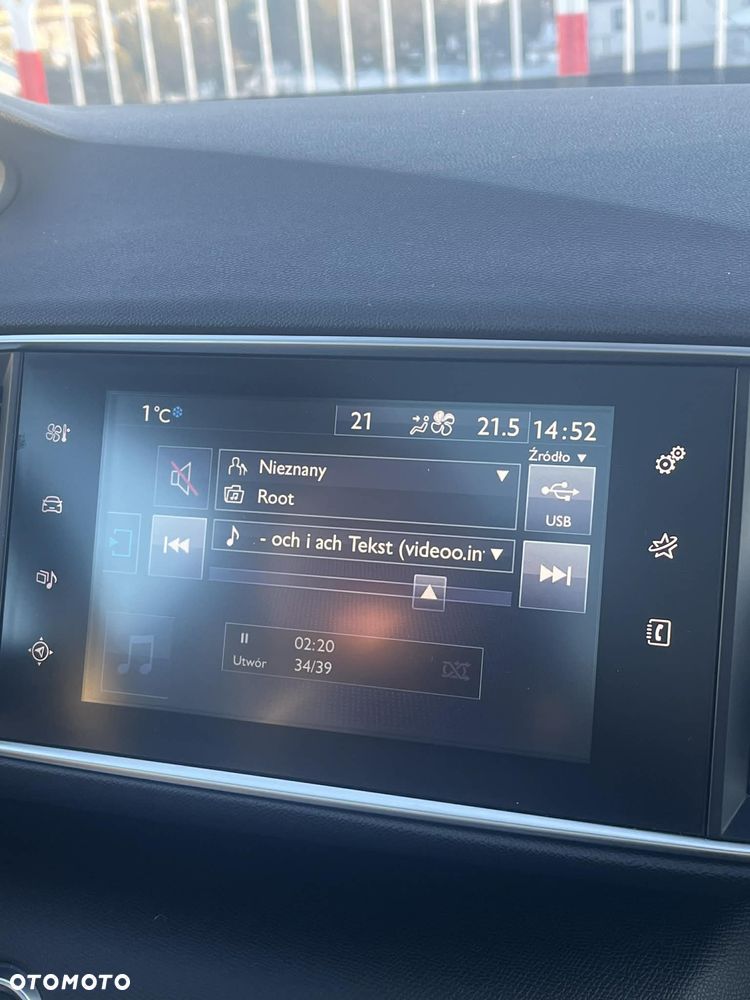 1°C
21 21.5 14:52
Źródło
Nieznany
Root
USB
- och i ach Tekst (videoo.in
02:20
Utwór 34/39
OTOMOTO